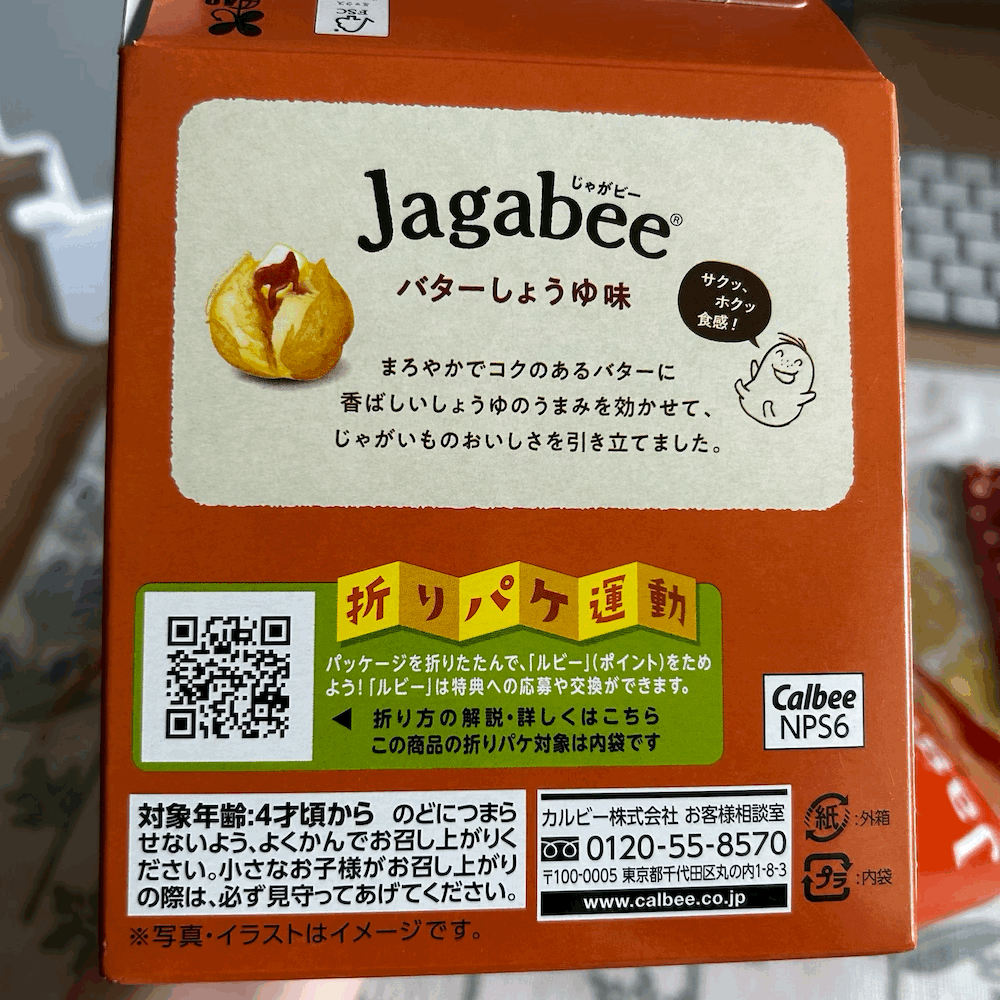 FSC
Jagabee®
じゃがビー
バターしょうゆ味
サクッ、
ホクッ
食感!
まろやかでコクのあるバターに
香ばしいしょうゆのうまみを効かせて、
じゃがいものおいしさを引き立てました。
折りパケ運動
パッケージを折りたたんで、「ルビー」(ポイント)をため
よう!「ルビー」は特典への応募や交換ができます。
◀ 折り方の解説・詳しくはこちら
この商品の折りパケ対象は内袋です
Calbee
NPS6
対象年齢:4才頃から のどにつまら
せないよう、よくかんでお召し上がりく
ださい。小さなお子様がお召し上がり
の際は、必ず見守ってあげてください。
※写真・イラストはイメージです。
カルビー株式会社 お客様相談室
0120-55-8570
〒100-0005 東京都千代田区丸の内1-8-3
www.calbee.co.jp
紙:外箱
プラ:内袋